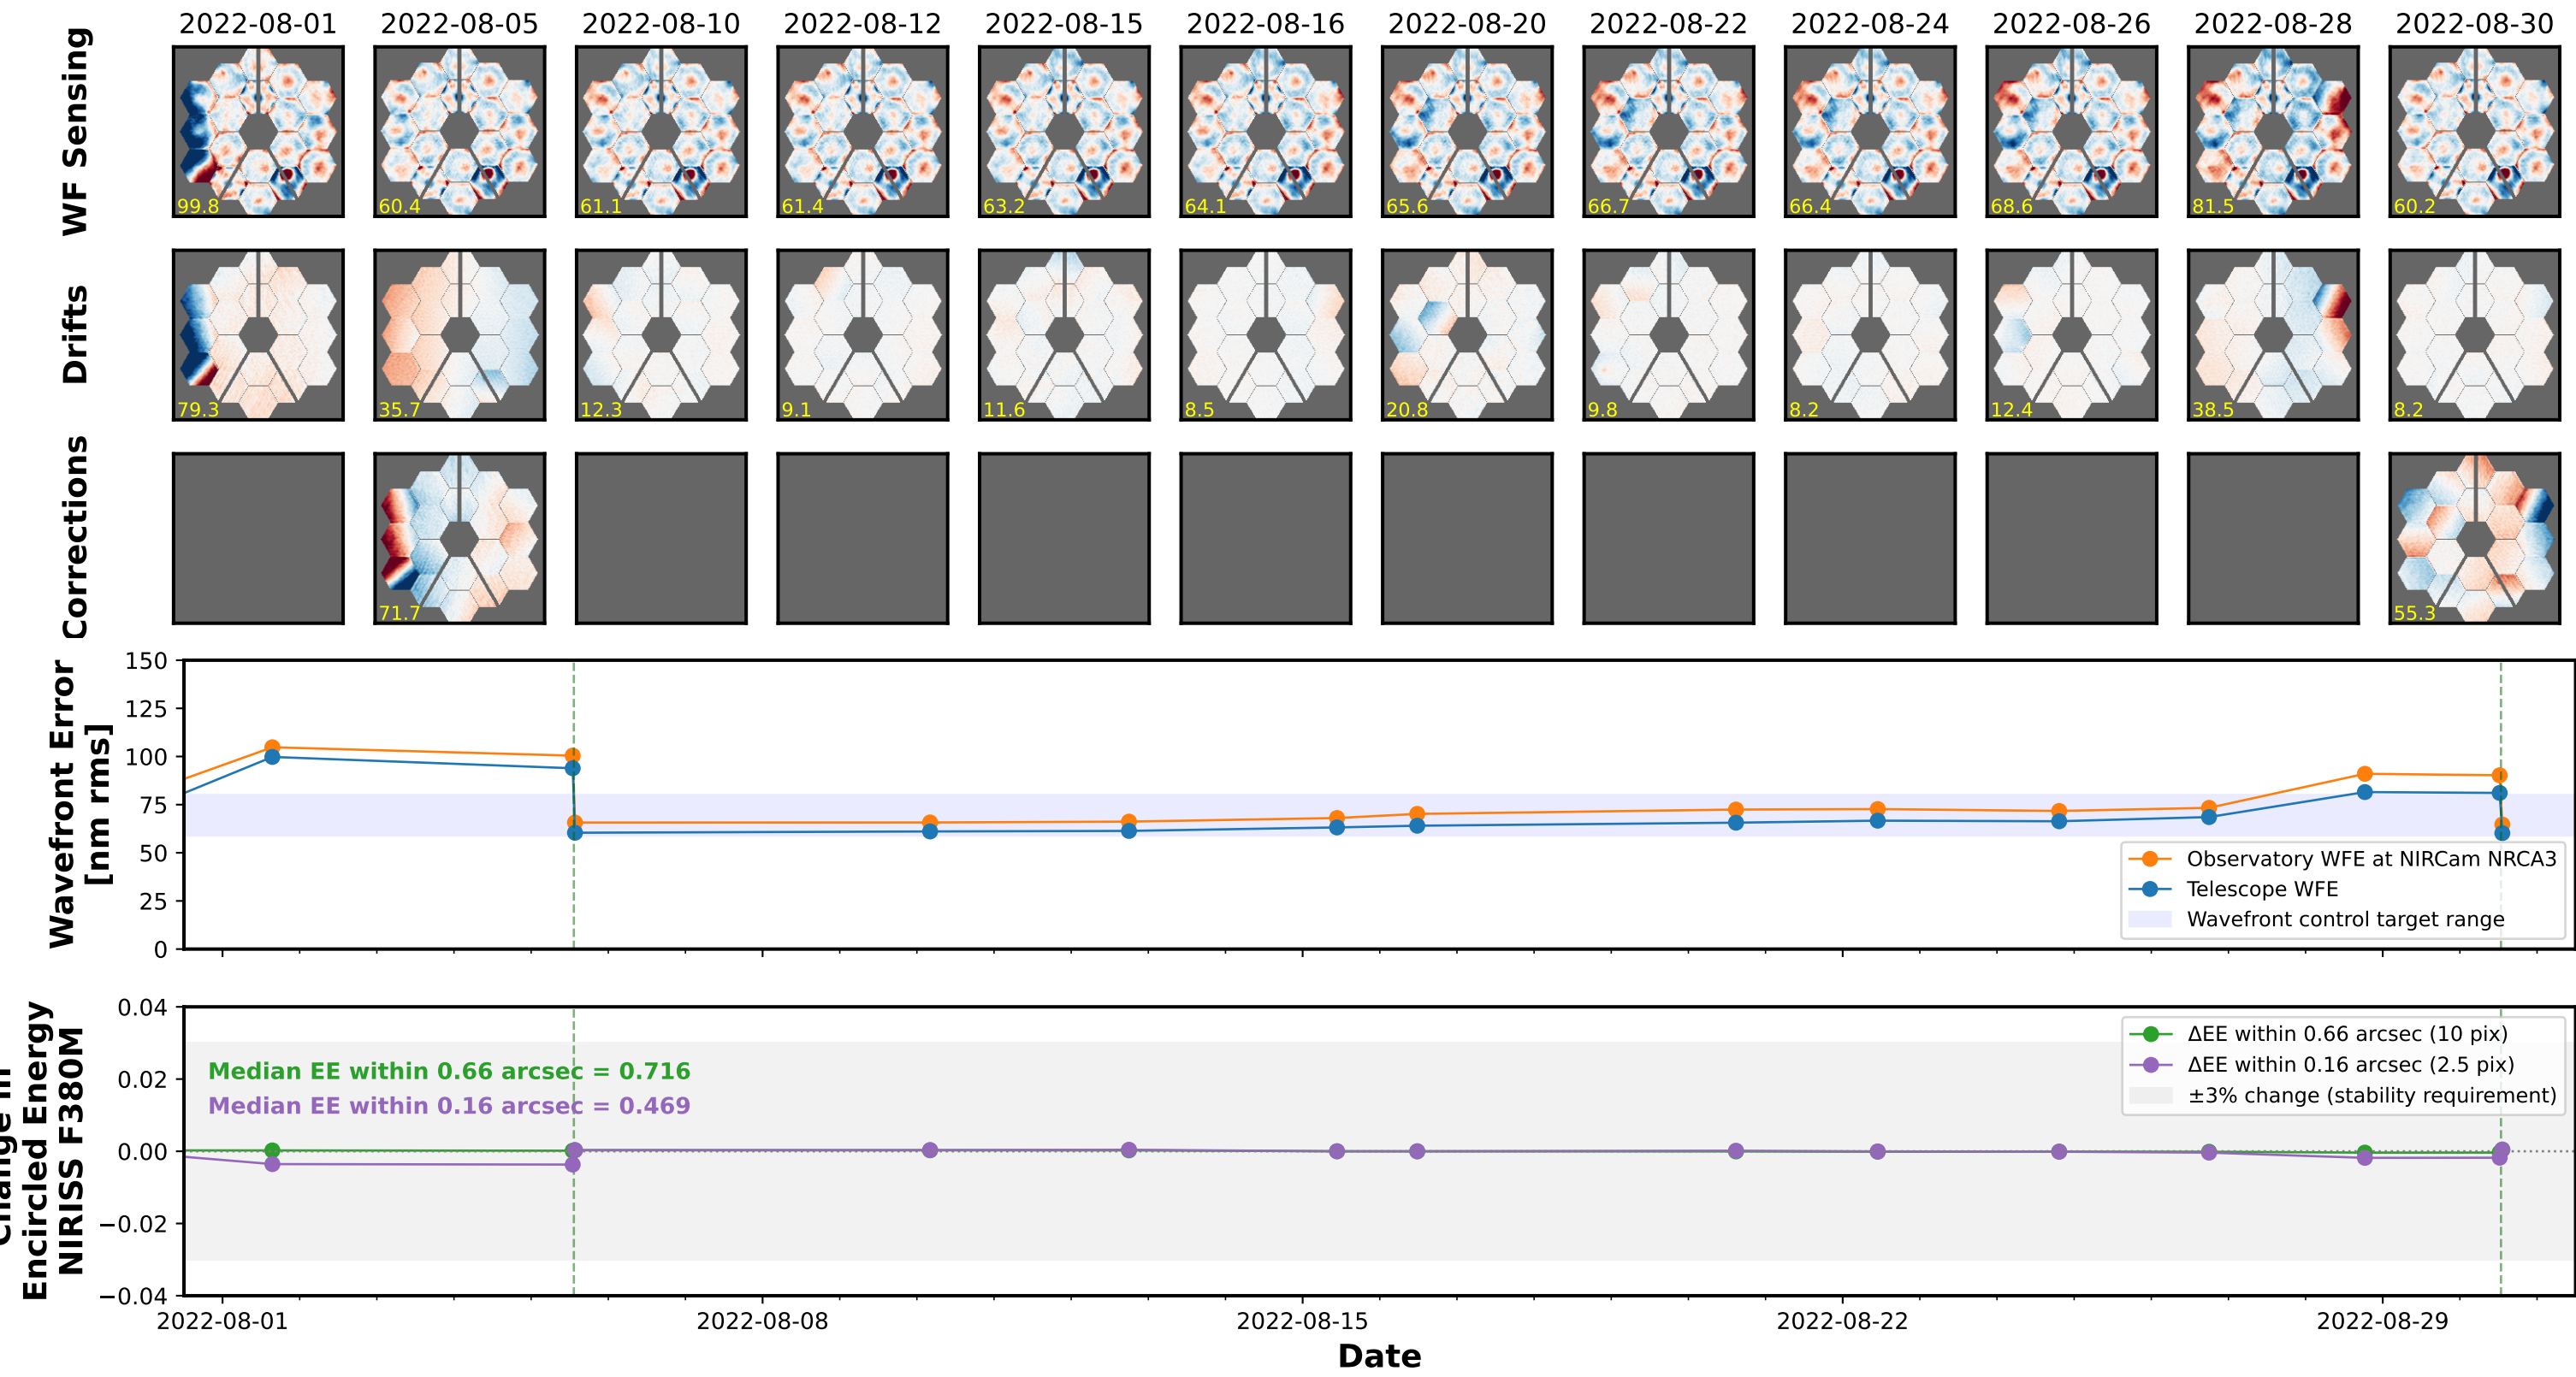 2022-08-01 2022-08-05 2022-08-10 2022-08-12 2022-08-15 2022-08-16 2022-08-20 2022-08-22 2022-08-24 2022-08-26 2022-08-28 2022-08-30
WF Sensing
99.8 60.4 61.1 61.4 63.2 64.1 65.6 66.7 66.4 68.6 81.5 60.2
Drifts
79.3 35.7 12.3 9.1 11.6 8.5 20.8 9.8 8.2 12.4 38.5 8.2
Corrections
71.7 55.3
Wavefront Error
[nm rms]
150
125
100
75
50
25
0
Observatory WFE at NIRCam NRCA3
Telescope WFE
Wavefront control target range
Encircled Energy
NIRISS F380M
0.04
0.02
0.00
−0.02
−0.04
Median EE within 0.66 arcsec = 0.716
Median EE within 0.16 arcsec = 0.469
ΔEE within 0.66 arcsec (10 pix)
ΔEE within 0.16 arcsec (2.5 pix)
±3% change (stability requirement)
2022-08-01 2022-08-08 2022-08-15 2022-08-22 2022-08-29
Date